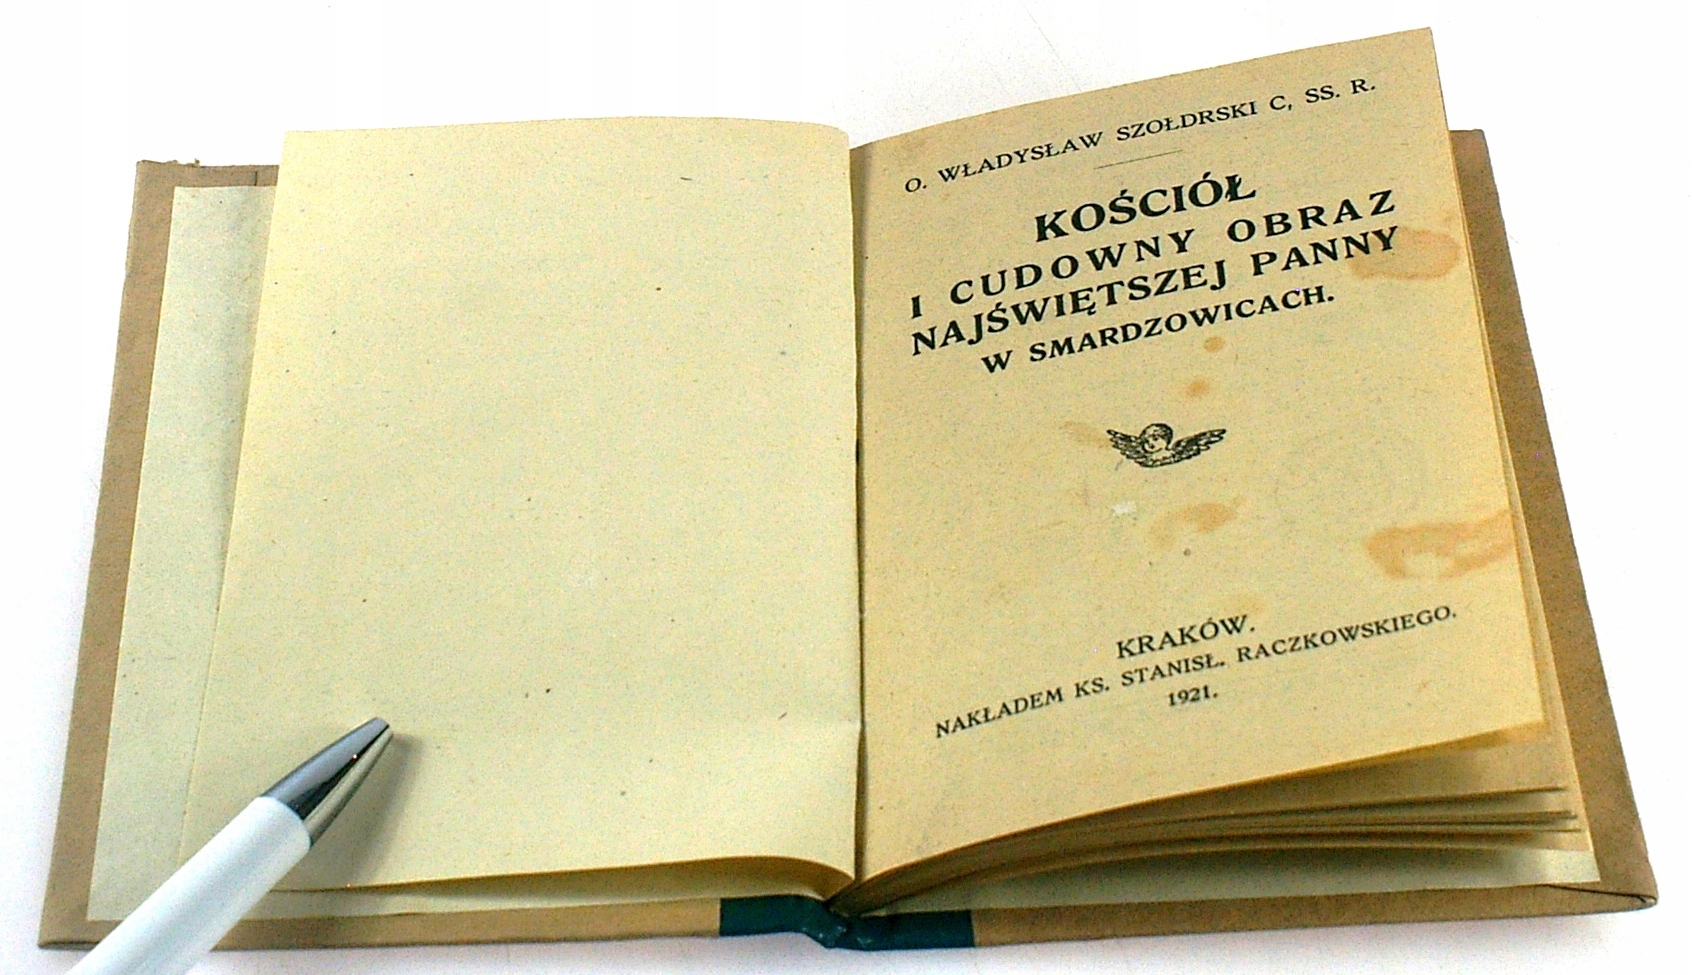 O. WŁADYSŁAW SZOŁDRSKI C, SS. R.
KOŚCIÓŁ
I CUDOWNY OBRAZ
NAJŚWIĘTSZEJ PANNY
W SMARDZOWICACH.
KRAKÓW.
NAKŁADEM KS. STANISŁ. RACZKOWSKIEGO.
1921.